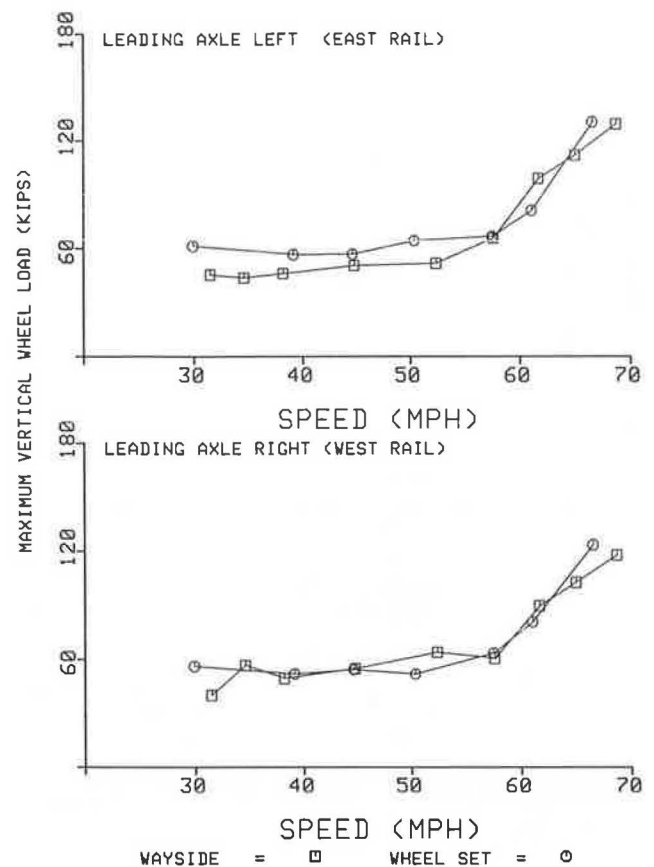 MAXIMUM VERTICAL WHEEL LOAD (KIPS)
LEADING AXLE LEFT (EAST RAIL)
180
120
60
30 40 50 60 70
SPEED (MPH)
LEADING AXLE RIGHT (WEST RAIL)
180
120
60
30 40 50 60 70
SPEED (MPH)
WAYSIDE = WHEEL SET =